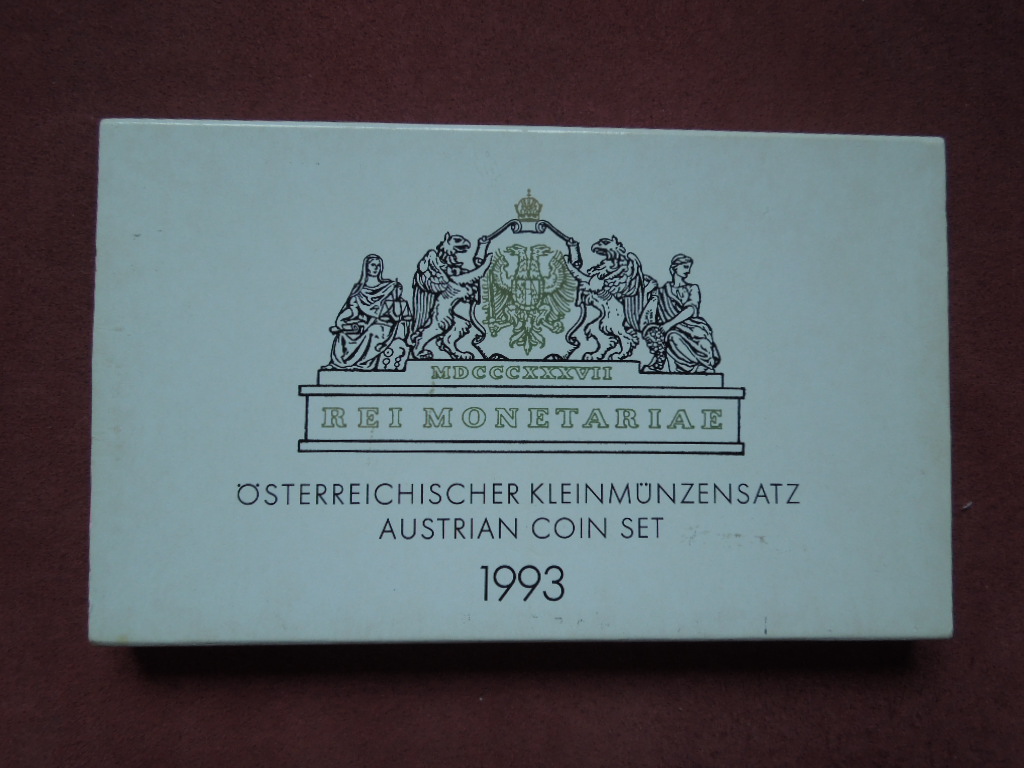 MDCCCXXXVII
REI MONETARIAE
ÖSTERREICHISCHER KLEINMÜNZENSATZ
AUSTRIAN COIN SET
1993